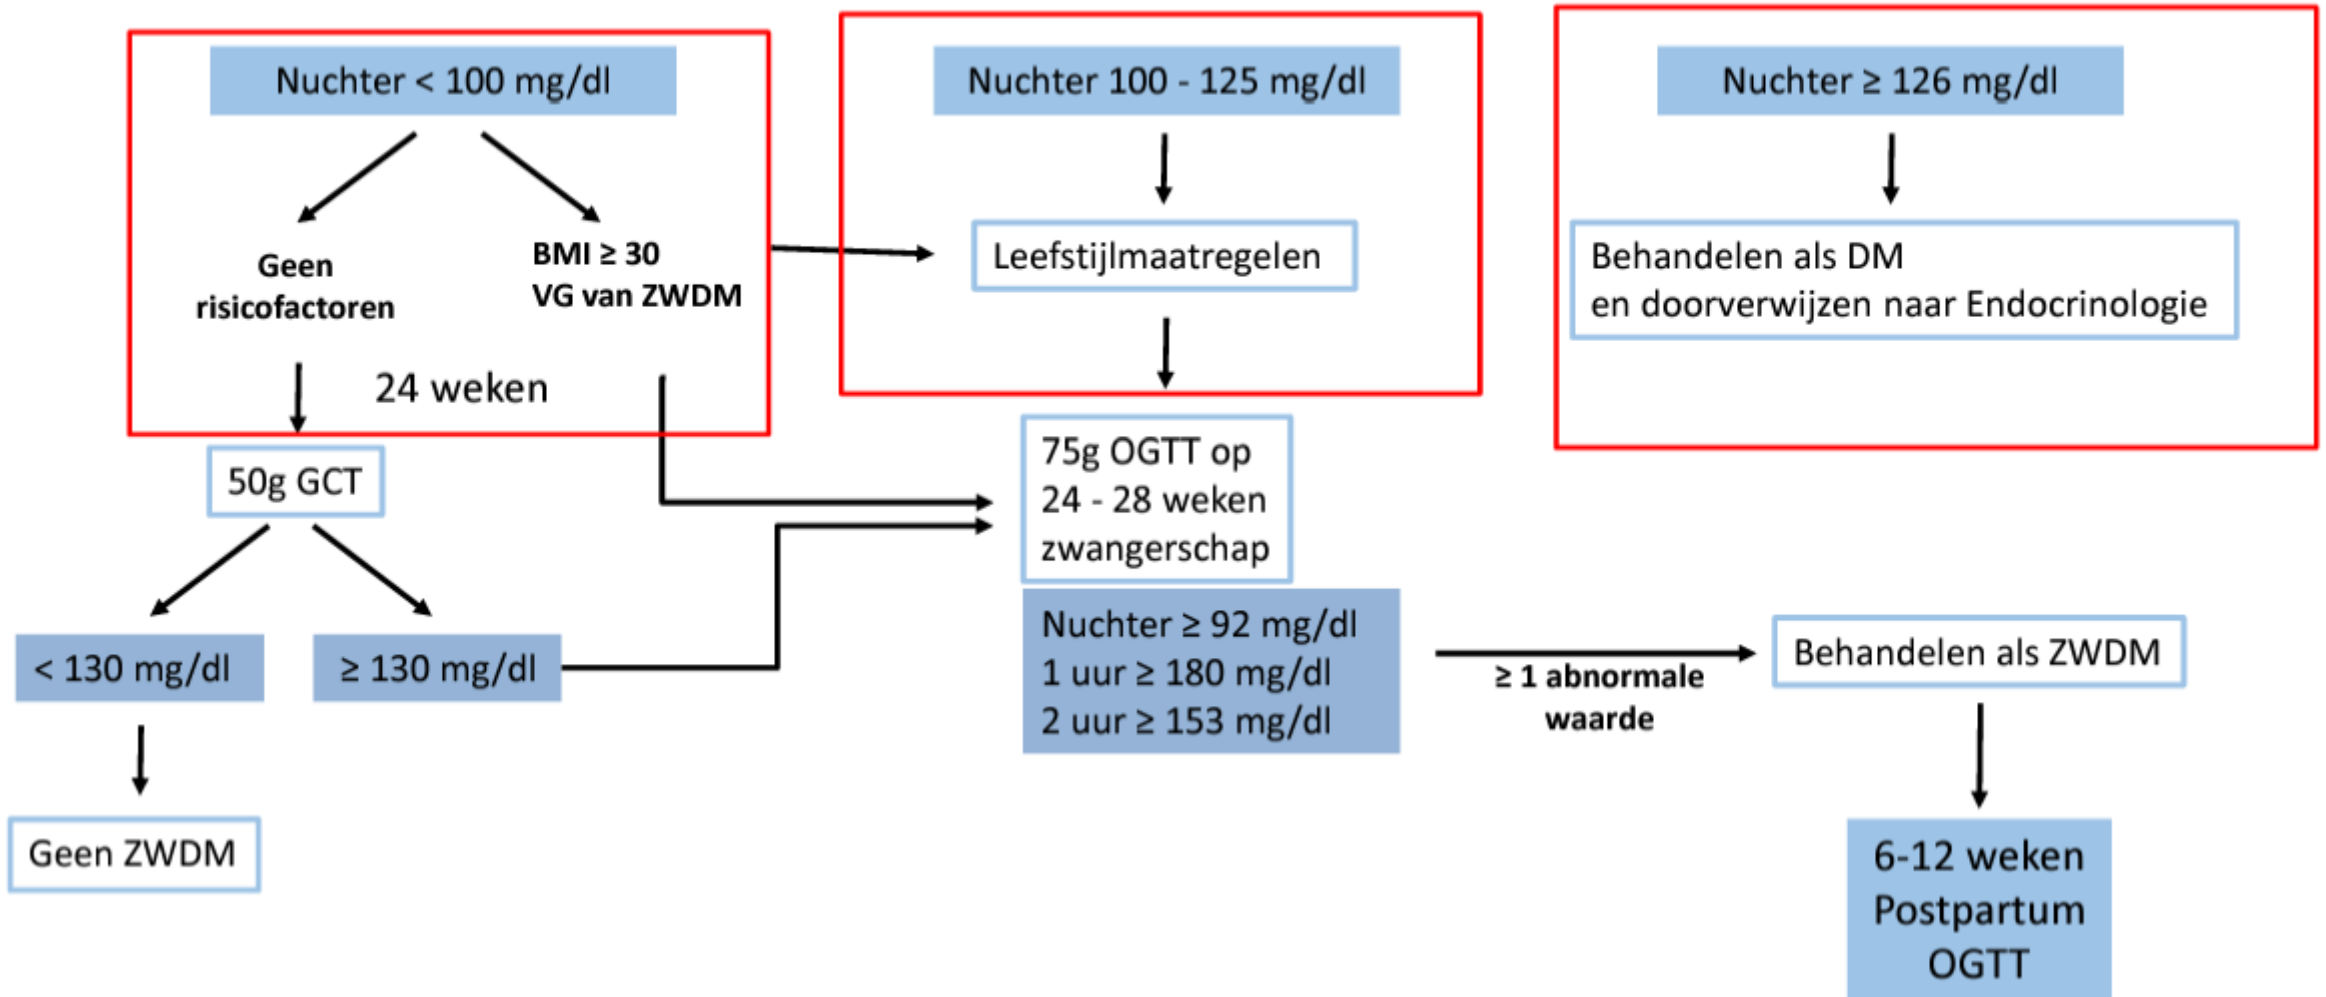 Nuchter < 100 mg/dl
Geen
risicofactoren
BMI ≥ 30
VG van ZWDM
24 weken
50g GCT
< 130 mg/dl
≥ 130 mg/dl
Geen ZWDM
Nuchter 100 - 125 mg/dl
Leefstijlmaatregelen
75g OGTT op
24 - 28 weken
zwangerschap
Nuchter ≥ 92 mg/dl
1 uur ≥ 180 mg/dl
2 uur ≥ 153 mg/dl
≥ 1 abnormale
waarde
Nuchter ≥ 126 mg/dl
Behandelen als DM
en doorverwijzen naar Endocrinologie
Behandelen als ZWDM
6-12 weken
Postpartum
OGTT